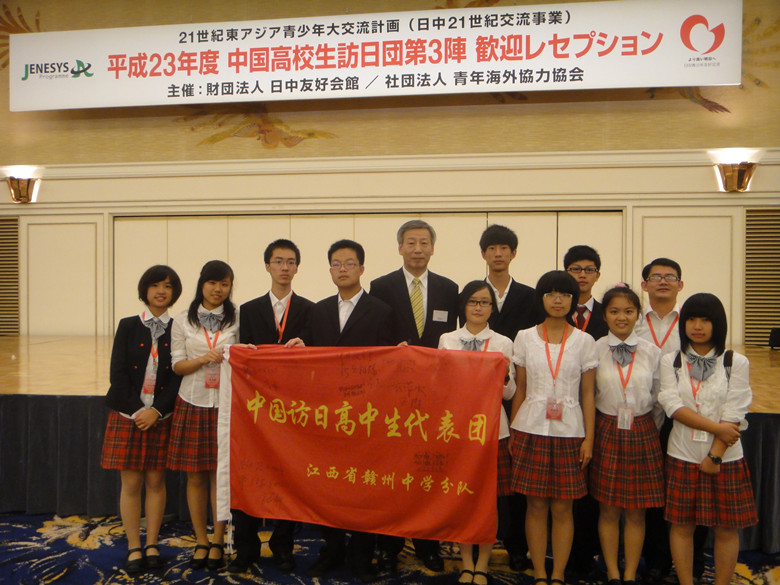 21世紀東アジア青少年大交流計画(日中21世紀交流事業)
JENESYS
Programme
平成23年度 中国高校生訪日団第3陣 歓迎レセプション
主催:財団法人 日中友好会館 / 社団法人 青年海外協力協会
中国访日高中生代表团
江西省赣州中学分队